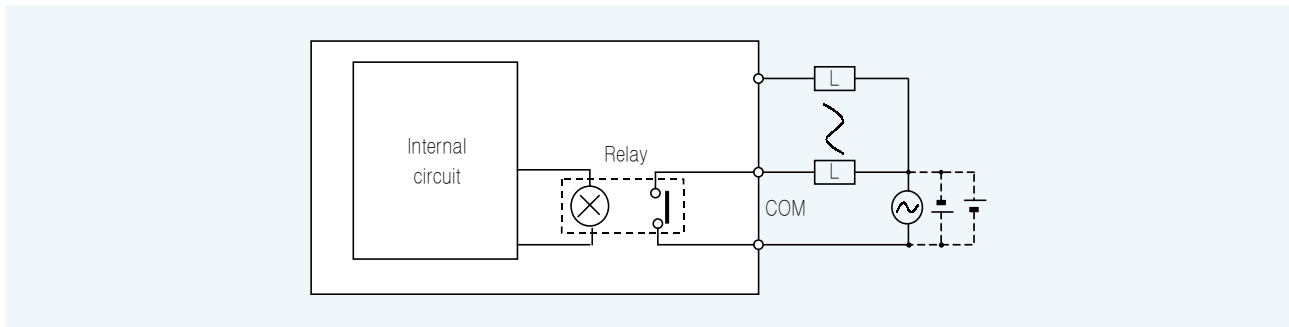 L
Internal
circuit
Relay
L
COM